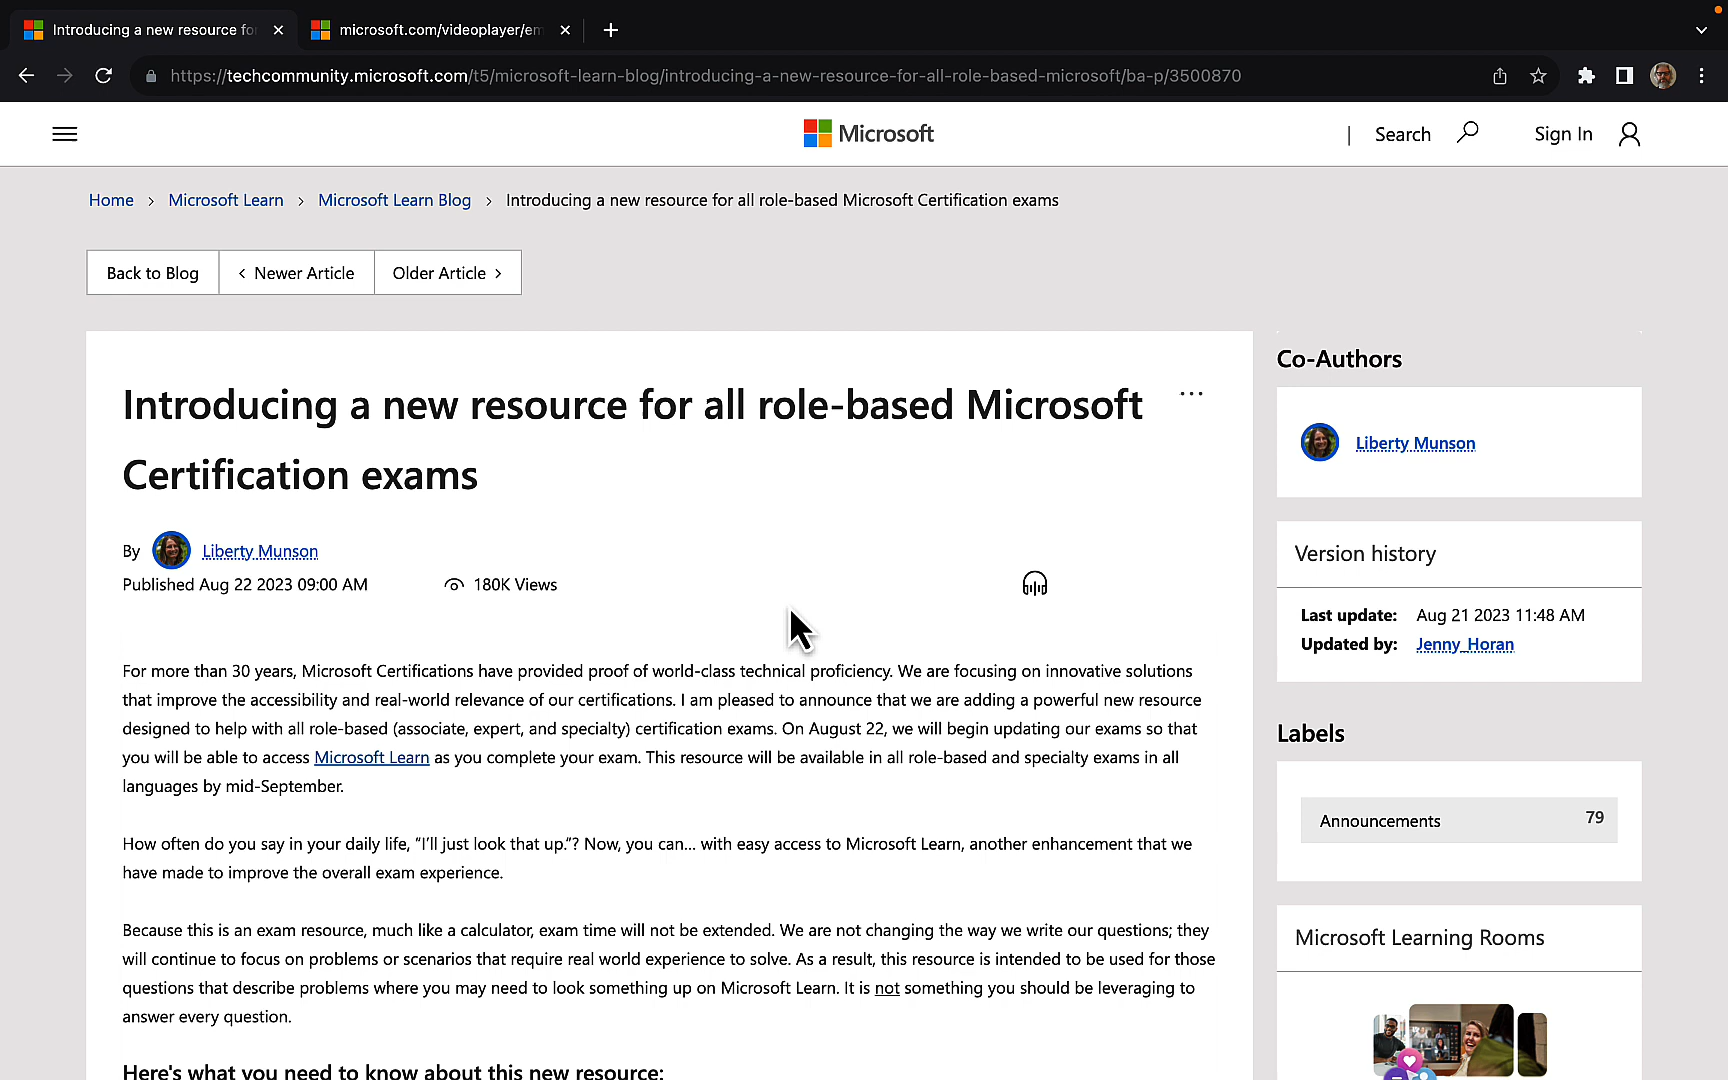 Introducing a new resource fo
microsoft.com/videoplayer/em
https://techcommunity.microsoft.com/t5/microsoft-learn-blog/introducing-a-new-resource-for-all-role-based-microsoft/ba-p/3500870
Microsoft
| Search
Sign In
Home > Microsoft Learn > Microsoft Learn Blog > Introducing a new resource for all role-based Microsoft Certification exams
Back to Blog
< Newer Article
Older Article >
Introducing a new resource for all role-based Microsoft
Certification exams
By Liberty Munson
Published Aug 22 2023 09:00 AM
180K Views
For more than 30 years, Microsoft Certifications have provided proof of world-class technical proficiency. We are focusing on innovative solutions
that improve the accessibility and real-world relevance of our certifications. I am pleased to announce that we are adding a powerful new resource
designed to help with all role-based (associate, expert, and specialty) certification exams. On August 22, we will begin updating our exams so that
you will be able to access Microsoft Learn as you complete your exam. This resource will be available in all role-based and specialty exams in all
languages by mid-September.
How often do you say in your daily life, “I’ll just look that up.”? Now, you can... with easy access to Microsoft Learn, another enhancement that we
have made to improve the overall exam experience.
Because this is an exam resource, much like a calculator, exam time will not be extended. We are not changing the way we write our questions; they
will continue to focus on problems or scenarios that require real world experience to solve. As a result, this resource is intended to be used for those
questions that describe problems where you may need to look something up on Microsoft Learn. It is not something you should be leveraging to
answer every question.
Here's what you need to know about this new resource:
Co-Authors
Liberty Munson
Version history
Last update: Aug 21 2023 11:48 AM
Updated by: Jenny_Horan
Labels
Announcements 79
Microsoft Learning Rooms